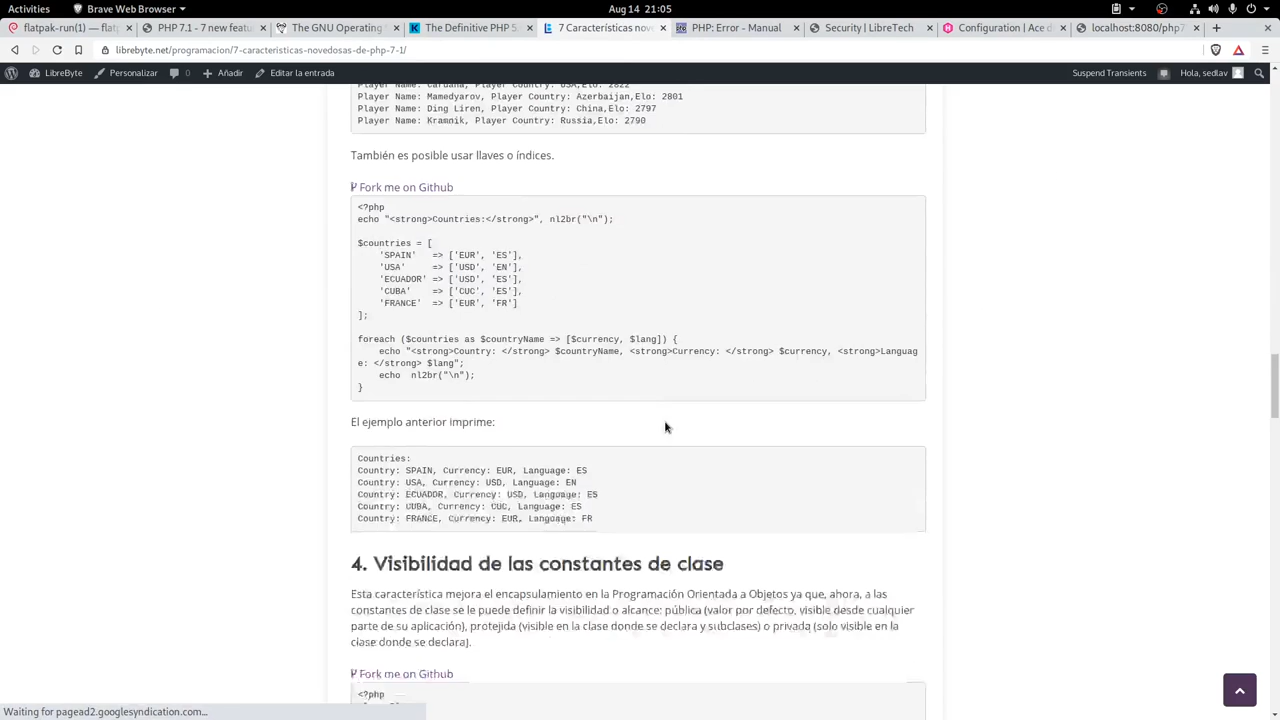 Activities
Brave Web Browser
Aug 14 21:05
flatpak-run(1) — flatp
PHP 7.1 - 7 new featur
The GNU Operating
The Definitive PHP 5
7 Características nove
PHP: Error - Manual
Security | LibreTech
Configuration | Ace d
localhost:8080/php7
librebyte.net/programacion/7-caracteristicas-novedosas-de-php-7-1/
LibreByte
Personalizar
0
Añadir
Editar la entrada
Suspend Transients
Hola, sedlav
Player Name: Caruana, Player Country: USA,Elo: 2822
Player Name: Mamedyarov, Player Country: Azerbaijan,Elo: 2801
Player Name: Ding Liren, Player Country: China,Elo: 2797
Player Name: Kramnik, Player Country: Russia,Elo: 2790
También es posible usar llaves o índices.
Fork me on Github
<?php
echo "<strong>Countries:</strong>", nl2br("\n");
$countries = [
'SPAIN' => ['EUR', 'ES'],
'USA' => ['USD', 'EN'],
'ECUADOR' => ['USD', 'ES'],
'CUBA' => ['CUC', 'ES'],
'FRANCE' => ['EUR', 'FR']
];
foreach ($countries as $countryName => [$currency, $lang]) {
echo "<strong>Country: </strong> $countryName, <strong>Currency: </strong> $currency, <strong>Languag
e: </strong> $lang";
echo nl2br("\n");
}
El ejemplo anterior imprime:
Countries:
Country: SPAIN, Currency: EUR, Language: ES
Country: USA, Currency: USD, Language: EN
Country: ECUADOR, Currency: USD, Language: ES
Country: CUBA, Currency: CUC, Language: ES
Country: FRANCE, Currency: EUR, Language: FR
4. Visibilidad de las constantes de clase
Esta característica mejora el encapsulamiento en la Programación Orientada a Objetos ya que, ahora, a las
constantes de clase se le puede definir la visibilidad o alcance: pública (valor por defecto, visible desde cualquier
parte de su aplicación), protejida (visible en la clase donde se declara y subclases) o privada (solo visible en la
clase donde se declara).
Fork me on Github
<?php
Waiting for pagead2.googlesyndication.com...